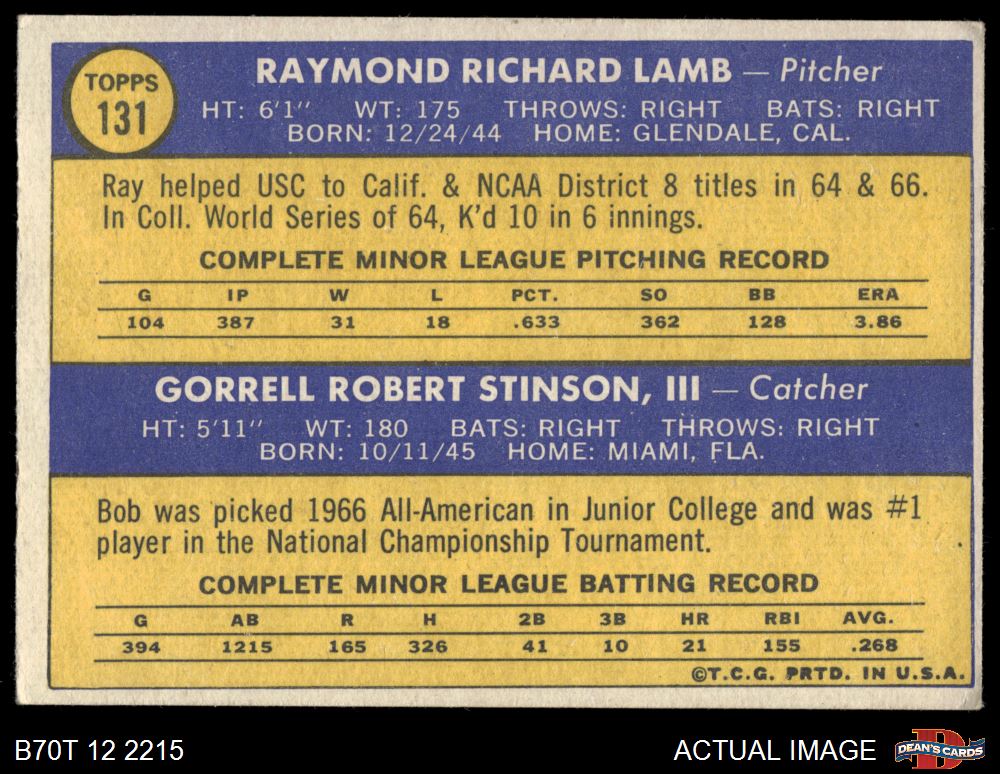 TOPPS
131
RAYMOND RICHARD LAMB — Pitcher
HT: 6'1" WT: 175 THROWS: RIGHT BATS: RIGHT
BORN: 12/24/44 HOME: GLENDALE, CAL.
Ray helped USC to Calif. & NCAA District 8 titles in 64 & 66.
In Coll. World Series of 64, K'd 10 in 6 innings.
COMPLETE MINOR LEAGUE PITCHING RECORD
G IP W L PCT. SO BB ERA
104 387 31 18 .633 362 128 3.86
GORRELL ROBERT STINSON, III — Catcher
HT: 5'11" WT: 180 BATS: RIGHT THROWS: RIGHT
BORN: 10/11/45 HOME: MIAMI, FLA.
Bob was picked 1966 All-American in Junior College and was #1
player in the National Championship Tournament.
COMPLETE MINOR LEAGUE BATTING RECORD
G AB R H 2B 3B HR RBI AVG.
394 1215 165 326 41 10 21 155 .268
©T.C.G. PRTD. IN U.S.A.
B70T 12 2215
ACTUAL IMAGE
DEAN'S CARDS